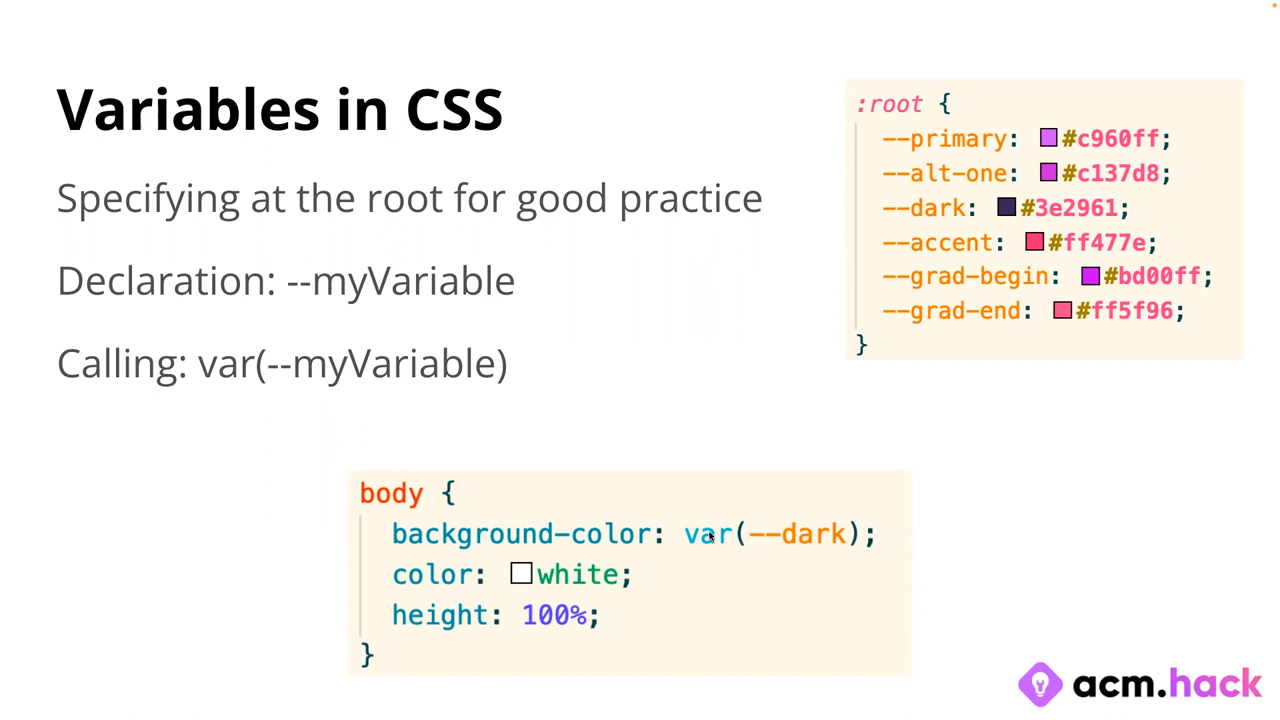 Variables in CSS
Specifying at the root for good practice
Declaration: --myVariable
Calling: var(--myVariable)
:root {
--primary: #c960ff;
--alt-one: #c137d8;
--dark: #3e2961;
--accent: #ff477e;
--grad-begin: #bd00ff;
--grad-end: #ff5f96;
}
body {
background-color: var(--dark);
color: white;
height: 100%;
}
acm.hack